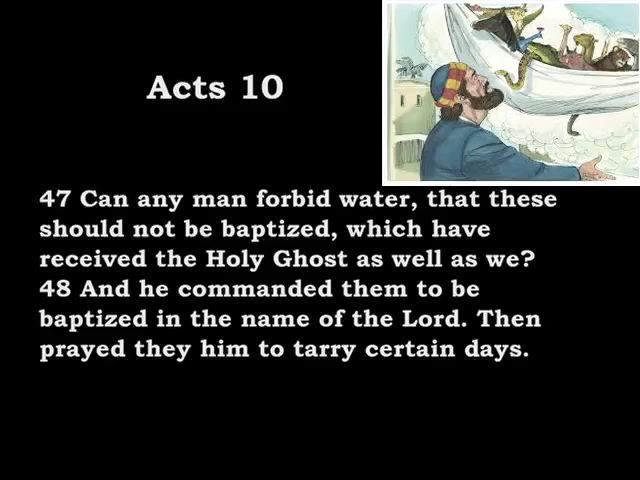 Acts 10
47 Can any man forbid water, that these
should not be baptized, which have
received the Holy Ghost as well as we?
48 And he commanded them to be
baptized in the name of the Lord. Then
prayed they him to tarry certain days.